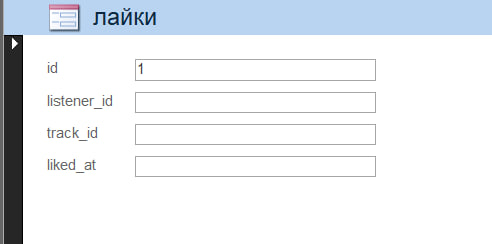 лайки
id 1
listener_id
track_id
liked_at